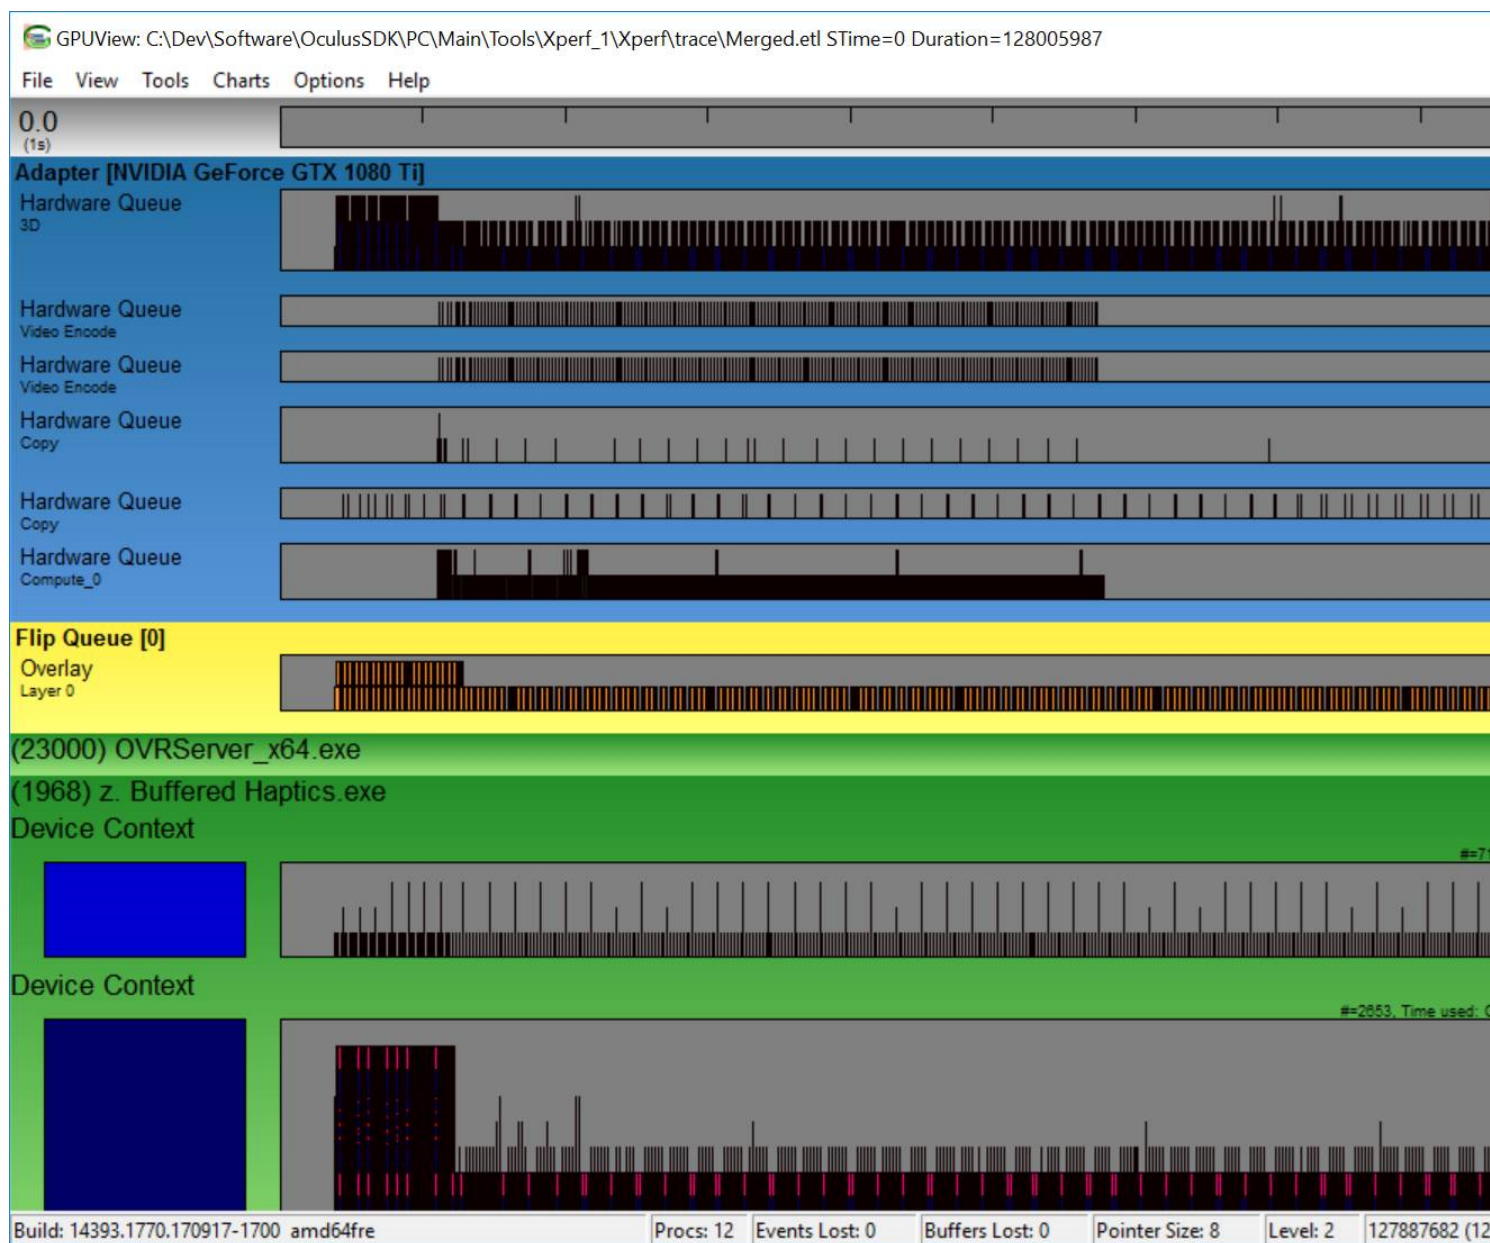 GPUView: C:\Dev\Software\OculusSDK\PC\Main\Tools\Xperf_1\Xperf\trace\Merged.etl STime=0 Duration=128005987
File View Tools Charts Options Help
0.0
(1s)
Adapter [NVIDIA GeForce GTX 1080 Ti]
Hardware Queue
3D
Hardware Queue
Video Encode
Hardware Queue
Video Encode
Hardware Queue
Copy
Hardware Queue
Copy
Hardware Queue
Compute_0
Flip Queue [0]
Overlay
Layer 0
(23000) OVRServer_x64.exe
(1968) z. Buffered Haptics.exe
Device Context
#=71
Device Context
#=2653, Time used:
Build: 14393.1770.170917-1700 amd64fre Procs: 12 Events Lost: 0 Buffers Lost: 0 Pointer Size: 8 Level: 2 127887682 (12